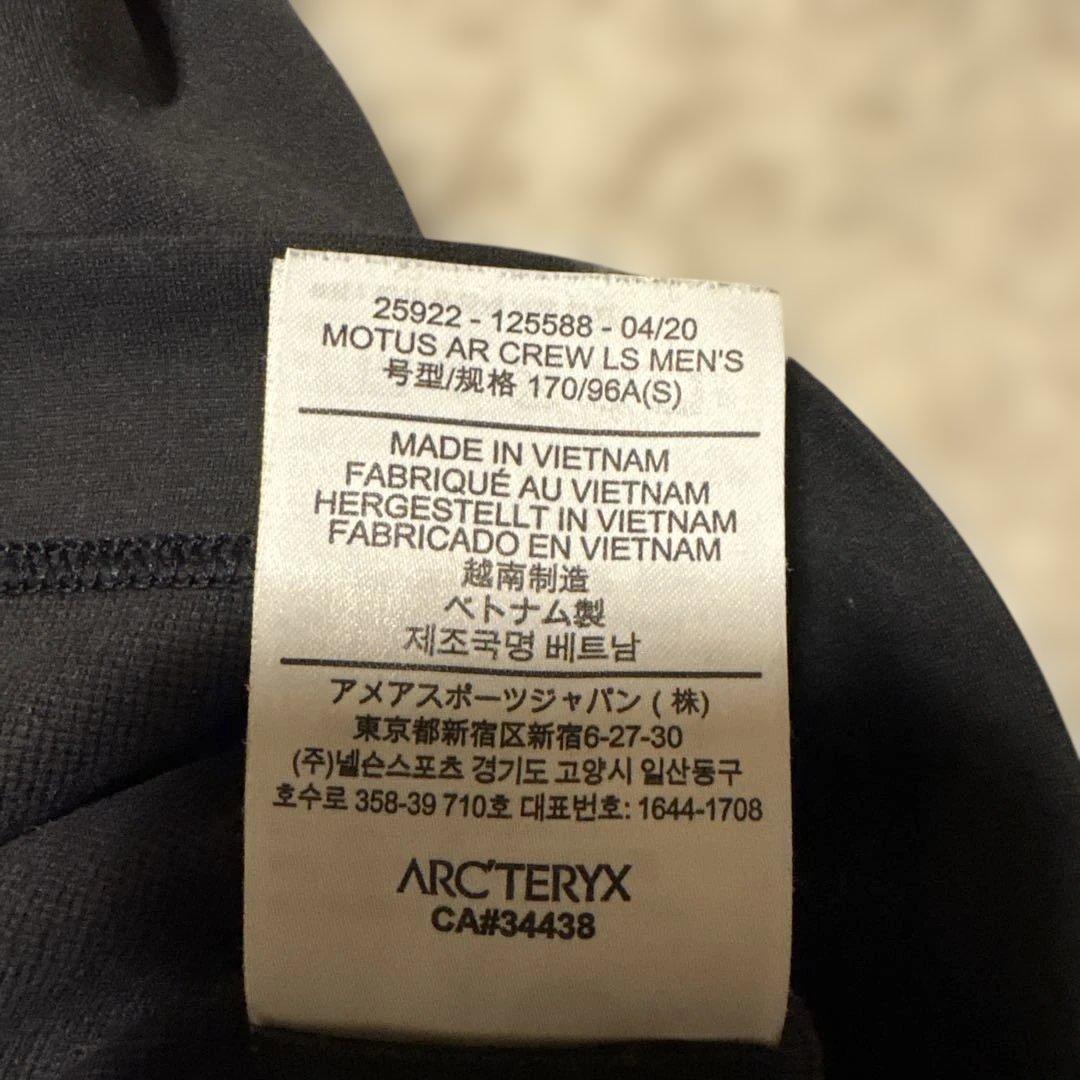 25922 - 125588 - 04/20
MOTUS AR CREW LS MEN'S
号型/规格 170/96A(S)
MADE IN VIETNAM
FABRIQUÉ AU VIETNAM
HERGESTELLT IN VIETNAM
FABRICADO EN VIETNAM
越南制造
ベトナム製
제조국명 베트남
アメアスポーツジャパン ( 株)
東京都新宿区新宿6-27-30
(주)넬슨스포츠 경기도 고양시 일산동구
호수로 358-39 710호 대표번호: 1644-1708
ARC'TERYX
CA#34438